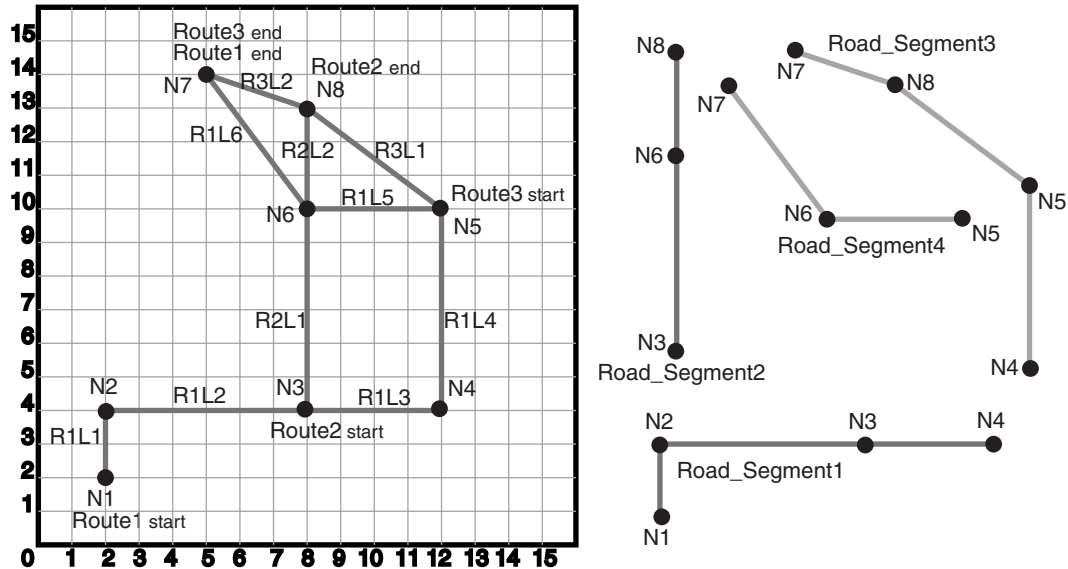 15
14
13
12
11
10
9
8
7
6
5
4
3
2
1
0 1 2 3 4 5 6 7 8 9 10 11 12 13 14 15
Route3 end
Route1 end
Route2 end
N7
R3L2
N8
R1L6
R2L2
R3L1
R1L5
Route3 start
N6
N5
R2L1
R1L4
N2
R1L2
N3
R1L3
N4
R1L1
Route2 start
N1
Route1 start
N8
N6
N3
Road_Segment2
Road_Segment3
N7
N8
N5
N4
N7
N6
N5
Road_Segment4
N2
N3
N4
Road_Segment1
N1